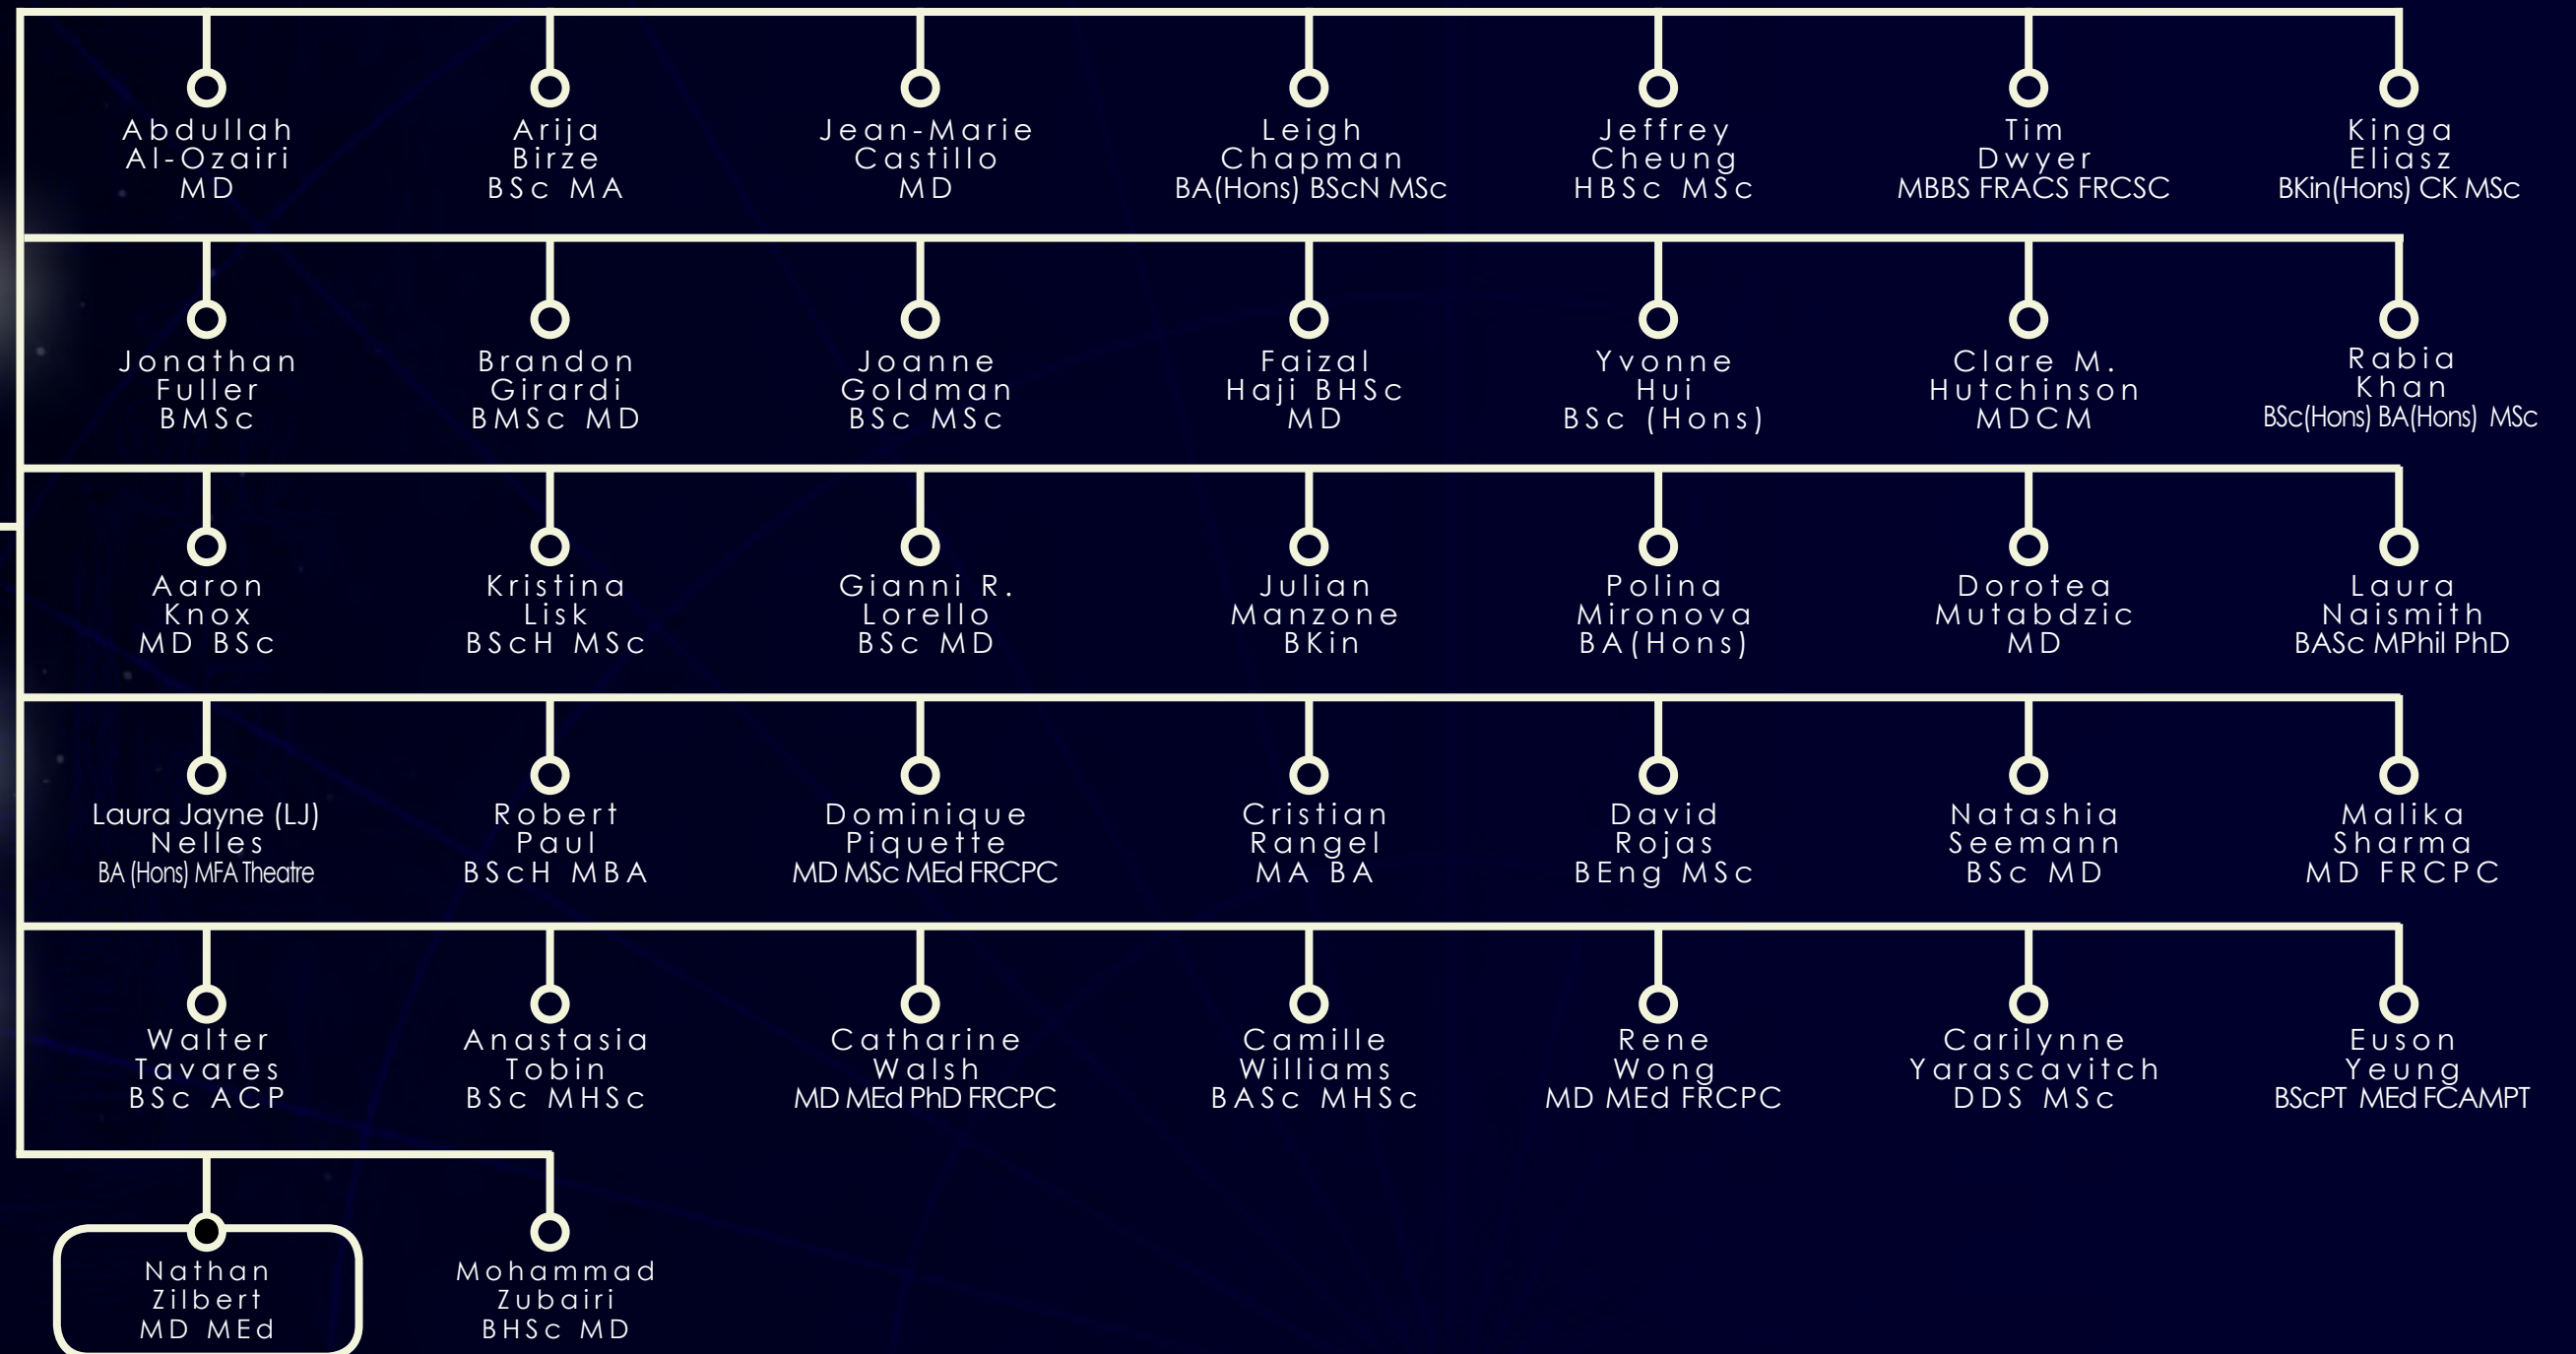 Abdullah
Al-Ozairi
MD
Arija
Birze
BSc MA
Jean-Marie
Castillo
MD
Leigh
Chapman
BA(Hons) BScN MSc
Jeffrey
Cheung
HBSc MSc
Tim
Dwyer
MBBS FRACS FRCSC
Kinga
Eliasz
BKin(Hons) CK MSc
Jonathan
Fuller
BMSc
Brandon
Girardi
BMSc MD
Joanne
Goldman
BSc MSc
Faizal
Haji BHSc
MD
Yvonne
Hui
BSc (Hons)
Clare M.
Hutchinson
MDCM
Rabia
Khan
BSc(Hons) BA(Hons) MSc
Aaron
Knox
MD BSc
Kristina
Lisk
BScH MSc
Gianni R.
Lorello
BSc MD
Julian
Manzone
BKin
Polina
Mironova
BA(Hons)
Dorotea
Mutabdzic
MD
Laura
Naismith
BASc MPhil PhD
Laura Jayne (LJ)
Nelles
BA (Hons) MFA Theatre
Robert
Paul
BScH MBA
Dominique
Piquette
MD MSc MEd FRCPC
Cristian
Rangel
MA BA
David
Rojas
BEng MSc
Natashia
Seemann
BSc MD
Malika
Sharma
MD FRCPC
Walter
Tavares
BSc ACP
Anastasia
Tobin
BSc MHSc
Catharine
Walsh
MD MEd PhD FRCPC
Camille
Williams
BASc MHSc
Rene
Wong
MD MEd FRCPC
Carilynne
Yarascavitch
DDS MSc
Euson
Yeung
BScPT MEd FCAMPT
Nathan
Zilbert
MD MEd
Mohammad
Zubairi
BHSc MD